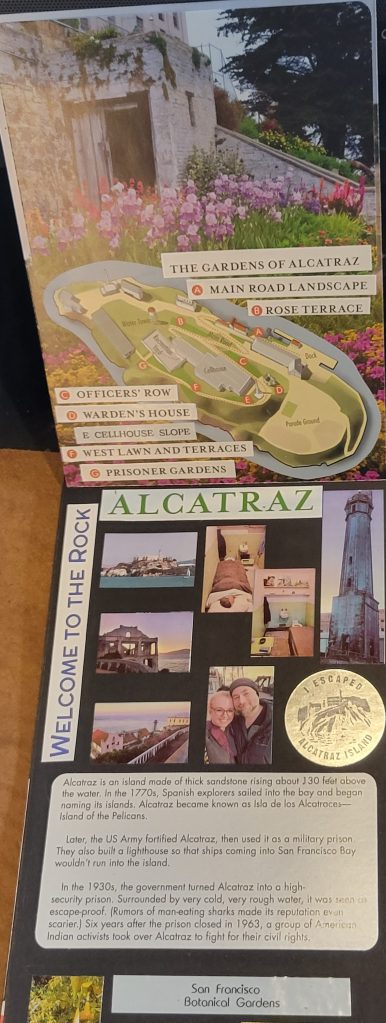 THE GARDENS OF ALCATRAZ
A MAIN ROAD LANDSCAPE
B ROSE TERRACE
Water Tower
B
A
Main Road
Dock
G
C
Cellhouse
F
E
D
Parade Ground
C OFFICERS' ROW
D WARDEN'S HOUSE
E CELLHOUSE SLOPE
F WEST LAWN AND TERRACES
G PRISONER GARDENS
ALCATRAZ
WELCOME TO THE ROCK
I ESCAPED
ALCATRAZ ISLAND
Alcatraz is an island made of thick sandstone rising about 130 feet above
the water. In the 1770s, Spanish explorers sailed into the bay and began
naming its islands. Alcatraz became known as Isla de los Alcatraces—
Island of the Pelicans.
Later, the US Army fortified Alcatraz, then used it as a military prison.
They also built a lighthouse so that ships coming into San Francisco Bay
wouldn't run into the island.
In the 1930s, the government turned Alcatraz into a high-
security prison. Surrounded by very cold, very rough water, it was seen as
escape-proof. (Rumors of man-eating sharks made its reputation even
scarier.) Six years after the prison closed in 1963, a group of American
Indian activists took over Alcatraz to fight for their civil rights.
San Francisco
Botanical Gardens